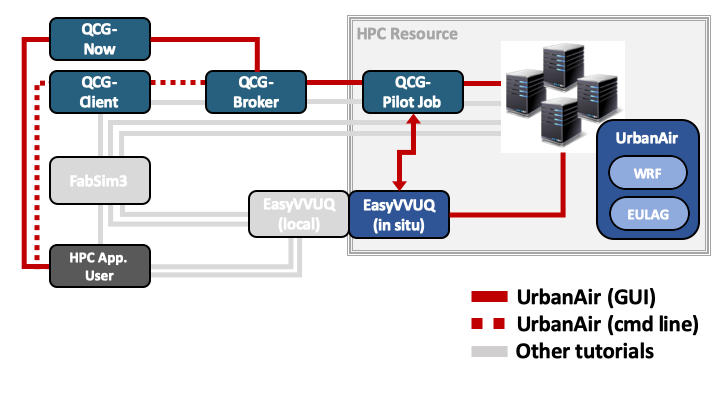 QCG-
Now
HPC Resource
QCG-
Client
QCG-
Broker
QCG-
Pilot Job
UrbanAir
WRF
EULAG
FabSim3
EasyVVUQ
(local)
EasyVVUQ
(in situ)
HPC App.
User
UrbanAir (GUI)
UrbanAir (cmd line)
Other tutorials